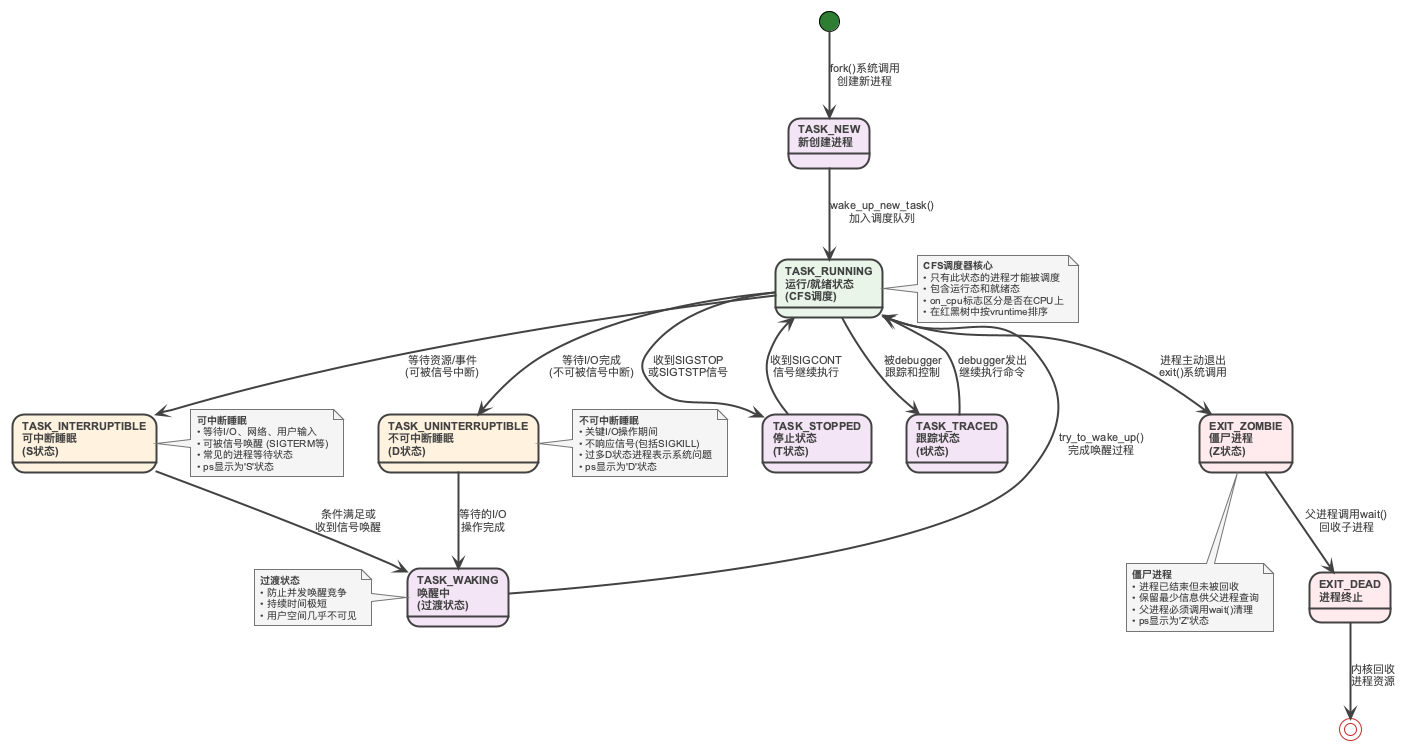 fork()系统调用
创建新进程
TASK_NEW
新创建进程
wake_up_new_task()
加入调度队列
TASK_RUNNING
运行/就绪状态
(CFS调度)
CFS调度器核心
• 只有此状态的进程才能被调度
• 包含运行态和就绪态
• on_cpu标志区分是否在CPU上
• 在红黑树中按vruntime排序
等待资源/事件
(可被信号中断)
等待I/O完成
(不可被信号中断)
收到SIGSTOP
或SIGTSTP信号
收到SIGCONT
信号继续执行
被debugger
跟踪和控制
debugger发出
继续执行命令
进程主动退出
exit()系统调用
TASK_INTERRUPTIBLE
可中断睡眠
(S状态)
可中断睡眠
• 等待I/O、网络、用户输入
• 可被信号唤醒 (SIGTERM等)
• 常见的进程等待状态
• ps显示为'S'状态
TASK_UNINTERRUPTIBLE
不可中断睡眠
(D状态)
不可中断睡眠
• 关键I/O操作期间
• 不响应信号(包括SIGKILL)
• 过多D状态进程表示系统问题
• ps显示为'D'状态
TASK_STOPPED
停止状态
(T状态)
TASK_TRACED
跟踪状态
(t状态)
try_to_wake_up()
完成唤醒过程
EXIT_ZOMBIE
僵尸进程
(Z状态)
条件满足或
收到信号唤醒
等待的I/O
操作完成
父进程调用wait()
回收子进程
过渡状态
• 防止并发唤醒竞争
• 持续时间极短
• 用户空间几乎不可见
TASK_WAKING
唤醒中
(过渡状态)
僵尸进程
• 进程已结束但未被回收
• 保留最少信息供父进程查询
• 父进程必须调用wait()清理
• ps显示为'Z'状态
EXIT_DEAD
进程终止
内核回收
进程资源